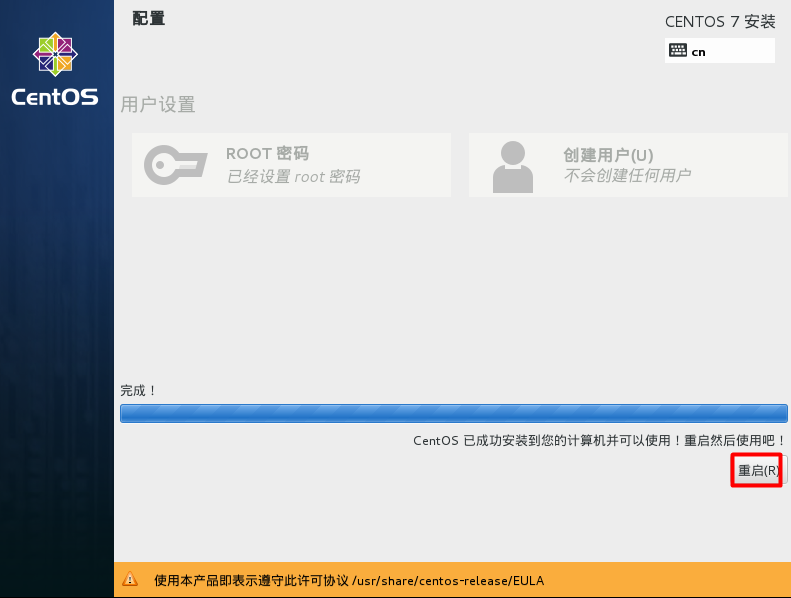 配置
CENTOS 7 安装
cn
CentOS
用户设置
ROOT 密码
已经设置 root 密码
创建用户(U)
不会创建任何用户
完成！
CentOS 已成功安装到您的计算机并可以使用！重启然后使用吧！
重启(R)
使用本产品即表示遵守此许可协议 /usr/share/centos-release/EULA